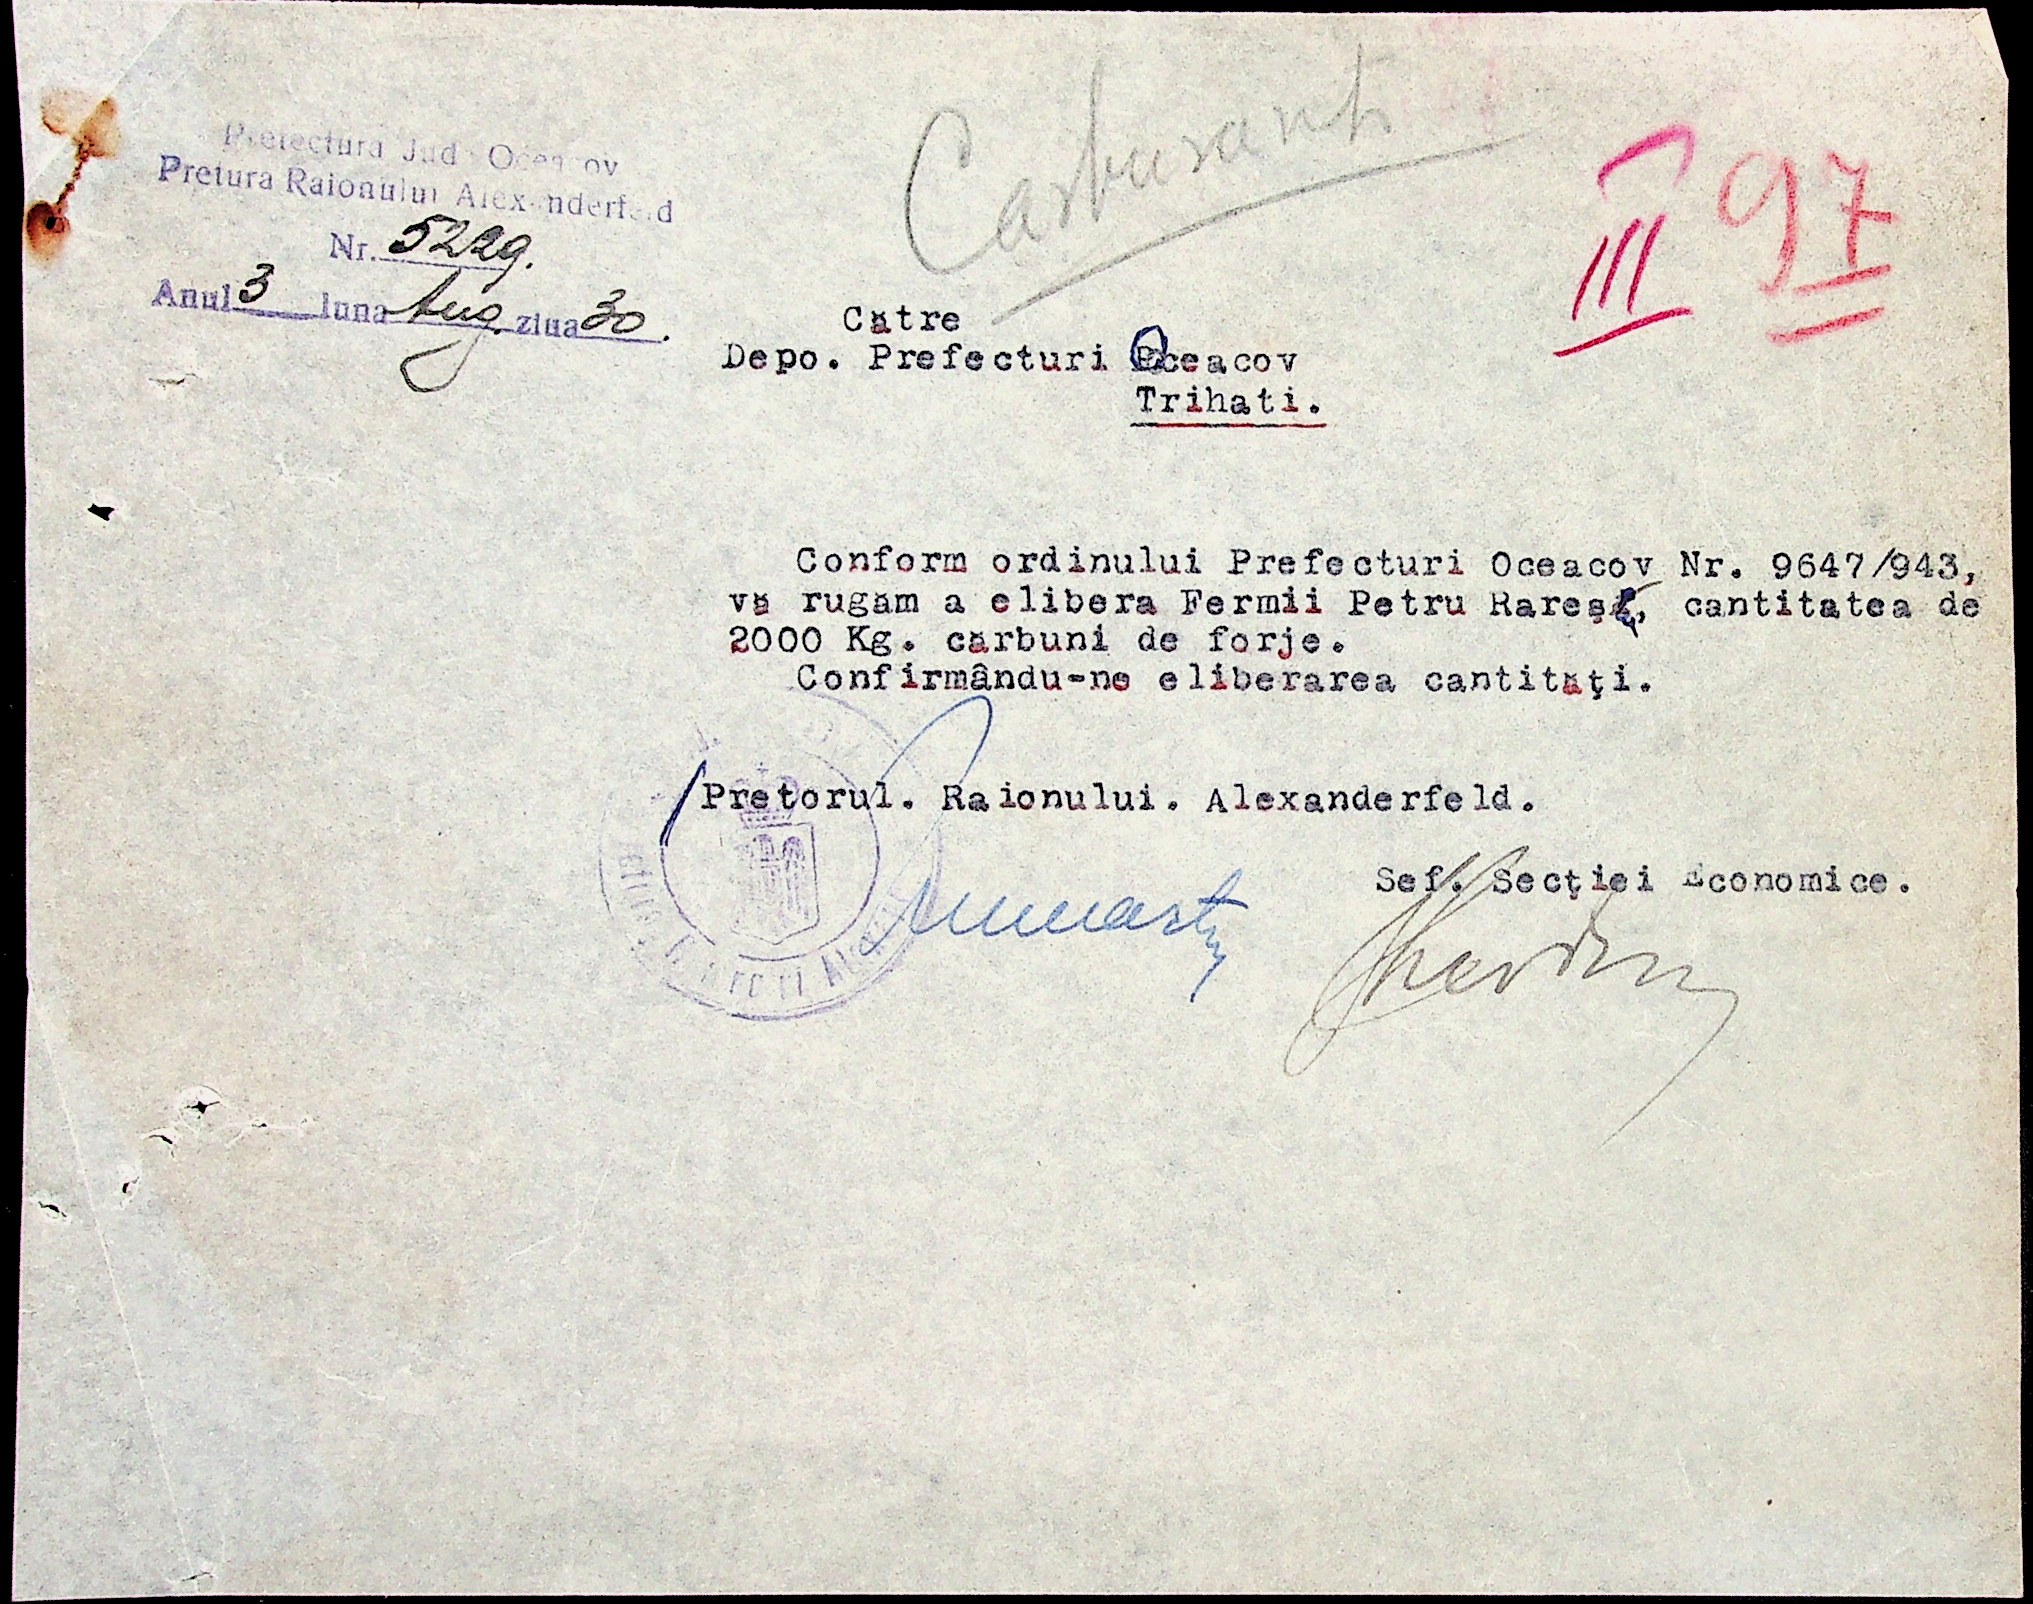 Prefectura Jud. Oceacov
Pretura Raionului Alexanderfeld
Nr. 5229.
Anul 3 luna Aug. ziua 30.
Carburanti
III 97
Către
Depo. Prefecturi Oceacov
Trihati.
Conform ordinului Prefecturi Oceacov Nr. 9647/943,
vă rugăm a elibera Fermii Petru Rareş, cantitatea de
2000 Kg. cărbuni de forje.
Confirmându-ne eliberarea cantităţi.
Pretorul. Raionului. Alexanderfeld.
Sef. Secţiei Economice.